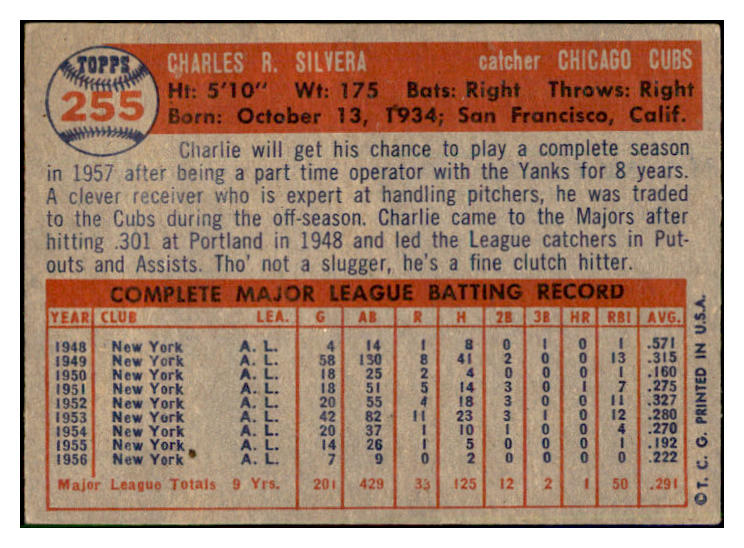 TOPPS
255
CHARLES R. SILVERA catcher CHICAGO CUBS
Ht: 5'10" Wt: 175 Bats: Right Throws: Right
Born: October 13, 1934; San Francisco, Calif.
Charlie will get his chance to play a complete season
in 1957 after being a part time operator with the Yanks for 8 years.
A clever receiver who is expert at handling pitchers, he was traded
to the Cubs during the off-season. Charlie came to the Majors after
hitting .301 at Portland in 1948 and led the League catchers in Put-
outs and Assists. Tho' not a slugger, he's a fine clutch hitter.
COMPLETE MAJOR LEAGUE BATTING RECORD
YEAR CLUB LEA. G AB R H 2B 3B HR RBI AVG.
1948 New York A. L. 4 14 1 8 0 1 0 1 .571
1949 New York A. L. 58 130 8 41 2 0 0 13 .315
1950 New York A. L. 18 25 2 4 0 0 0 1 .160
1951 New York A. L. 18 51 5 14 3 0 1 7 .275
1952 New York A. L. 20 55 4 18 3 0 0 11 .327
1953 New York A. L. 42 82 11 23 3 1 0 12 .280
1954 New York A. L. 20 37 1 10 1 0 0 4 .270
1955 New York A. L. 14 26 1 5 0 0 0 1 .192
1956 New York A. L. 7 9 0 2 0 0 0 0 .222
Major League Totals 9 Yrs. 201 429 33 125 12 2 1 50 .291
© T. C. G. PRINTED IN U.S.A.